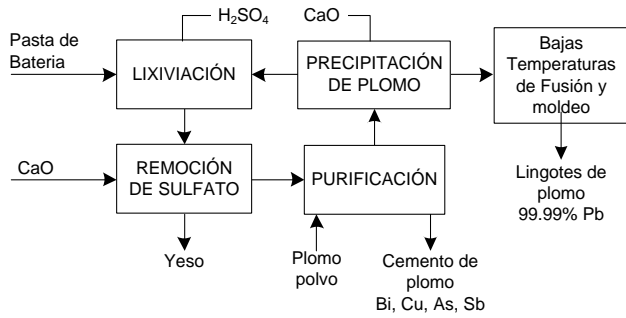 H₂SO₄
CaO
Pasta de
Bateria
LIXIVIACIÓN
PRECIPITACIÓN
DE PLOMO
Bajas
Temperaturas
de Fusión y
moldeo
CaO
REMOCIÓN
DE SULFATO
PURIFICACIÓN
Lingotes de
plomo
99.99% Pb
Yeso
Plomo
polvo
Cemento de
plomo
Bi, Cu, As, Sb